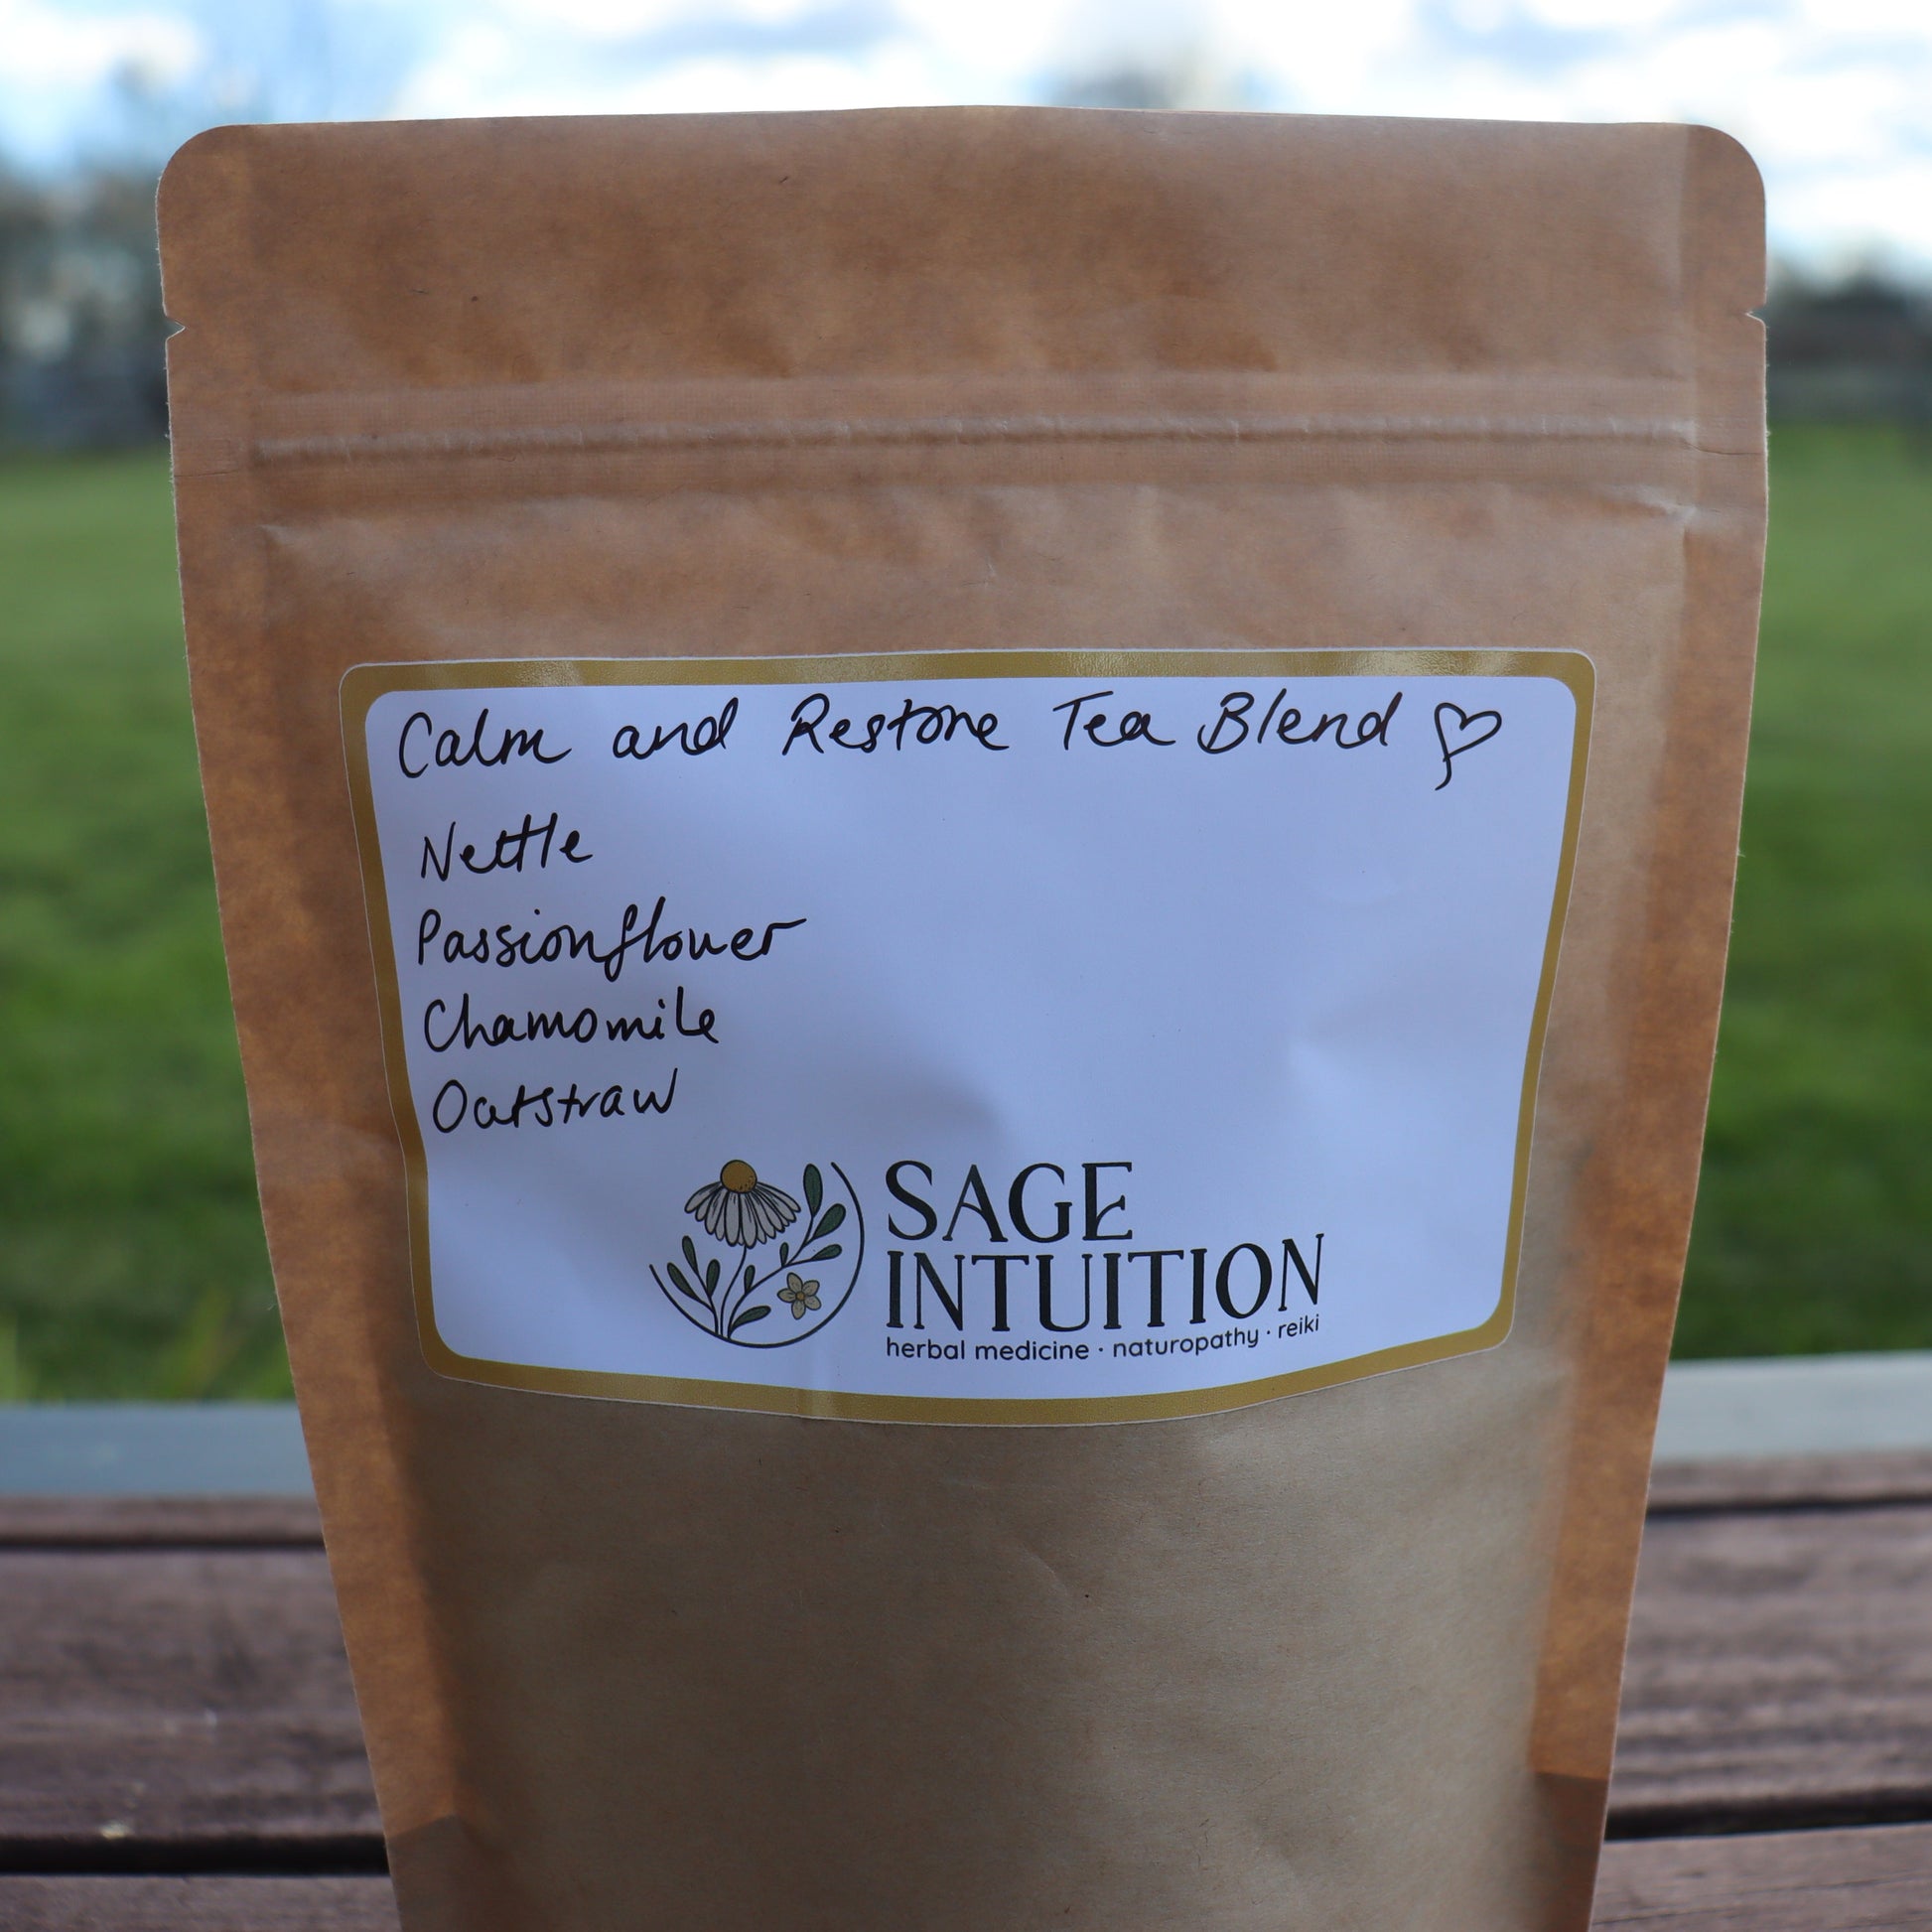 Calm and Restore Tea Blend
Nettle
Passionflower
Chamomile
Oatstraw
SAGE
INTUITION
herbal medicine · naturopathy · reiki